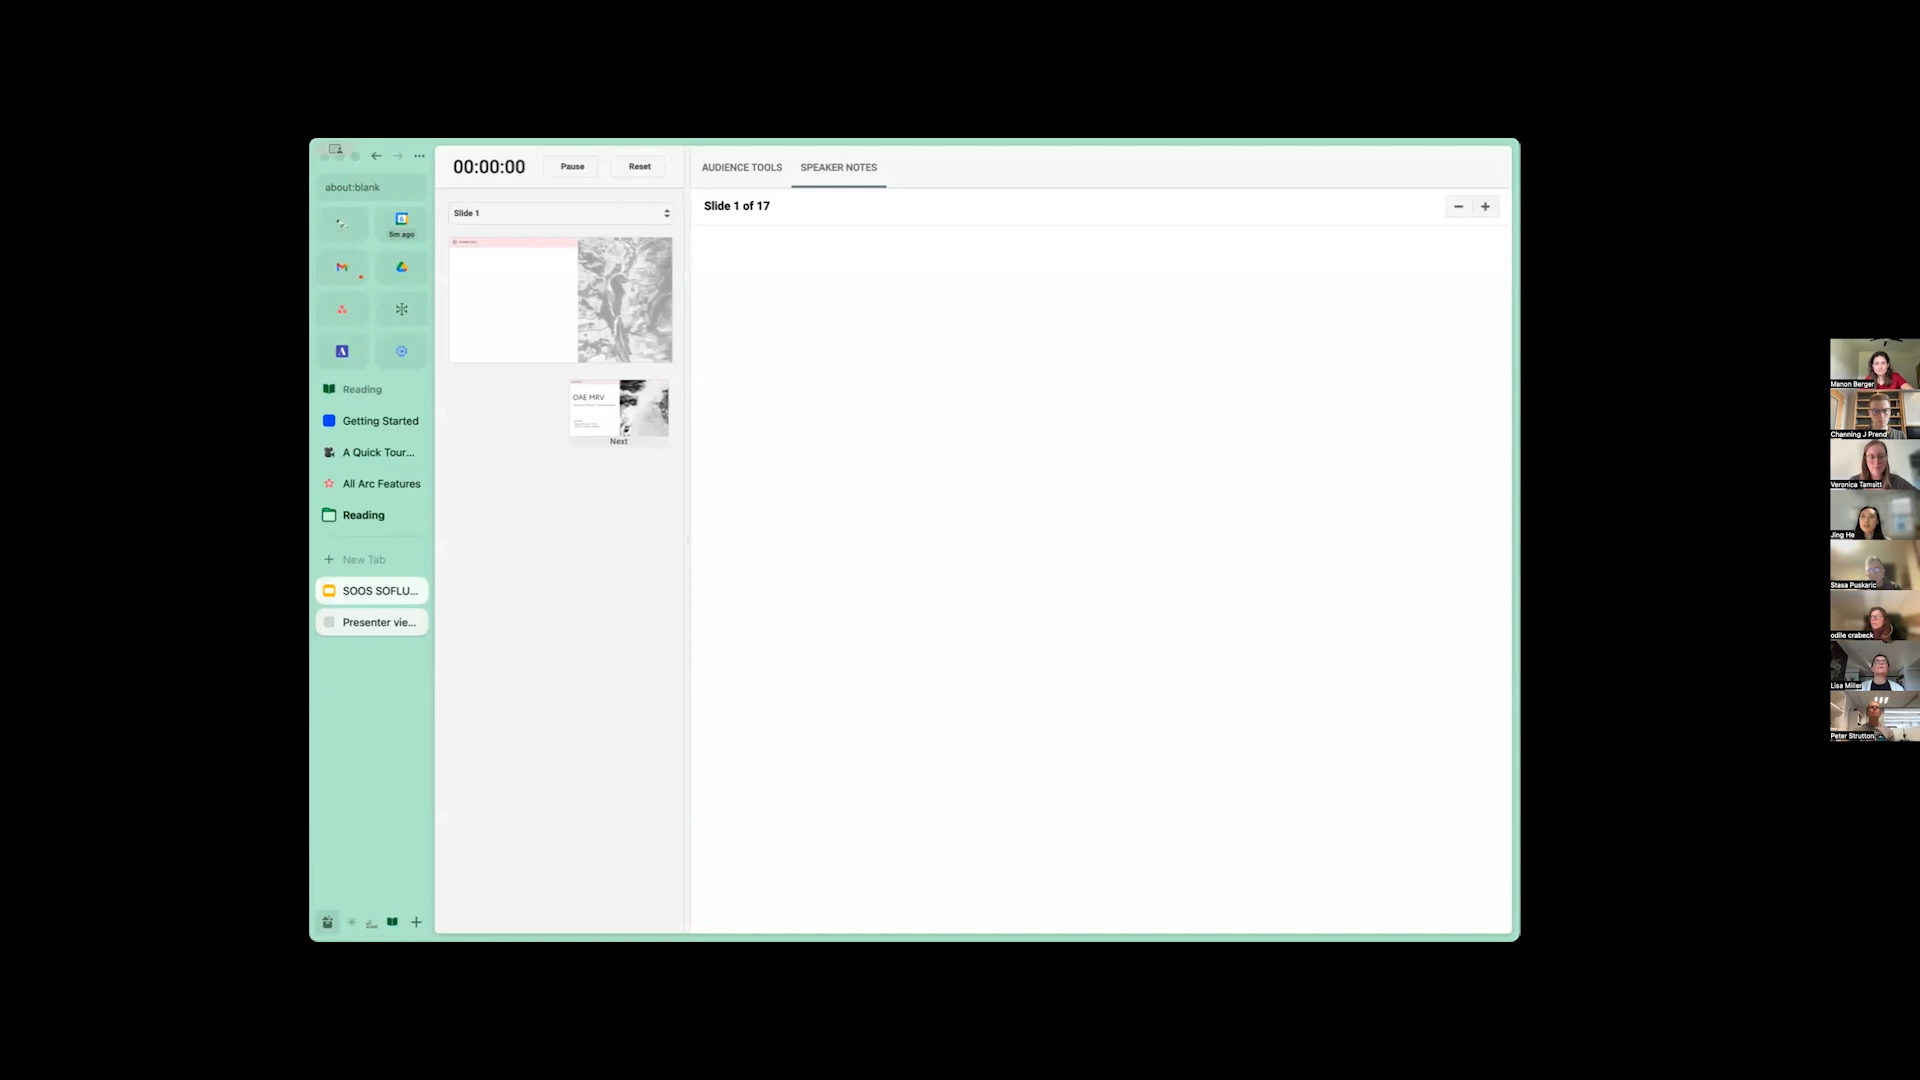 about:blank
6
5m ago
Reading
Getting Started
A Quick Tour...
All Arc Features
Reading
New Tab
SOOS SOFLU...
Presenter vie...
00:00:00
Pause
Reset
Slide 1
OAE MRV
Next
AUDIENCE TOOLS
SPEAKER NOTES
Slide 1 of 17
Manon Berger
Channing J Prend
Veronica Tamsitt
Jing He
Stasa Puskaric
odile crabeck
Lisa Miller
Peter Strutton